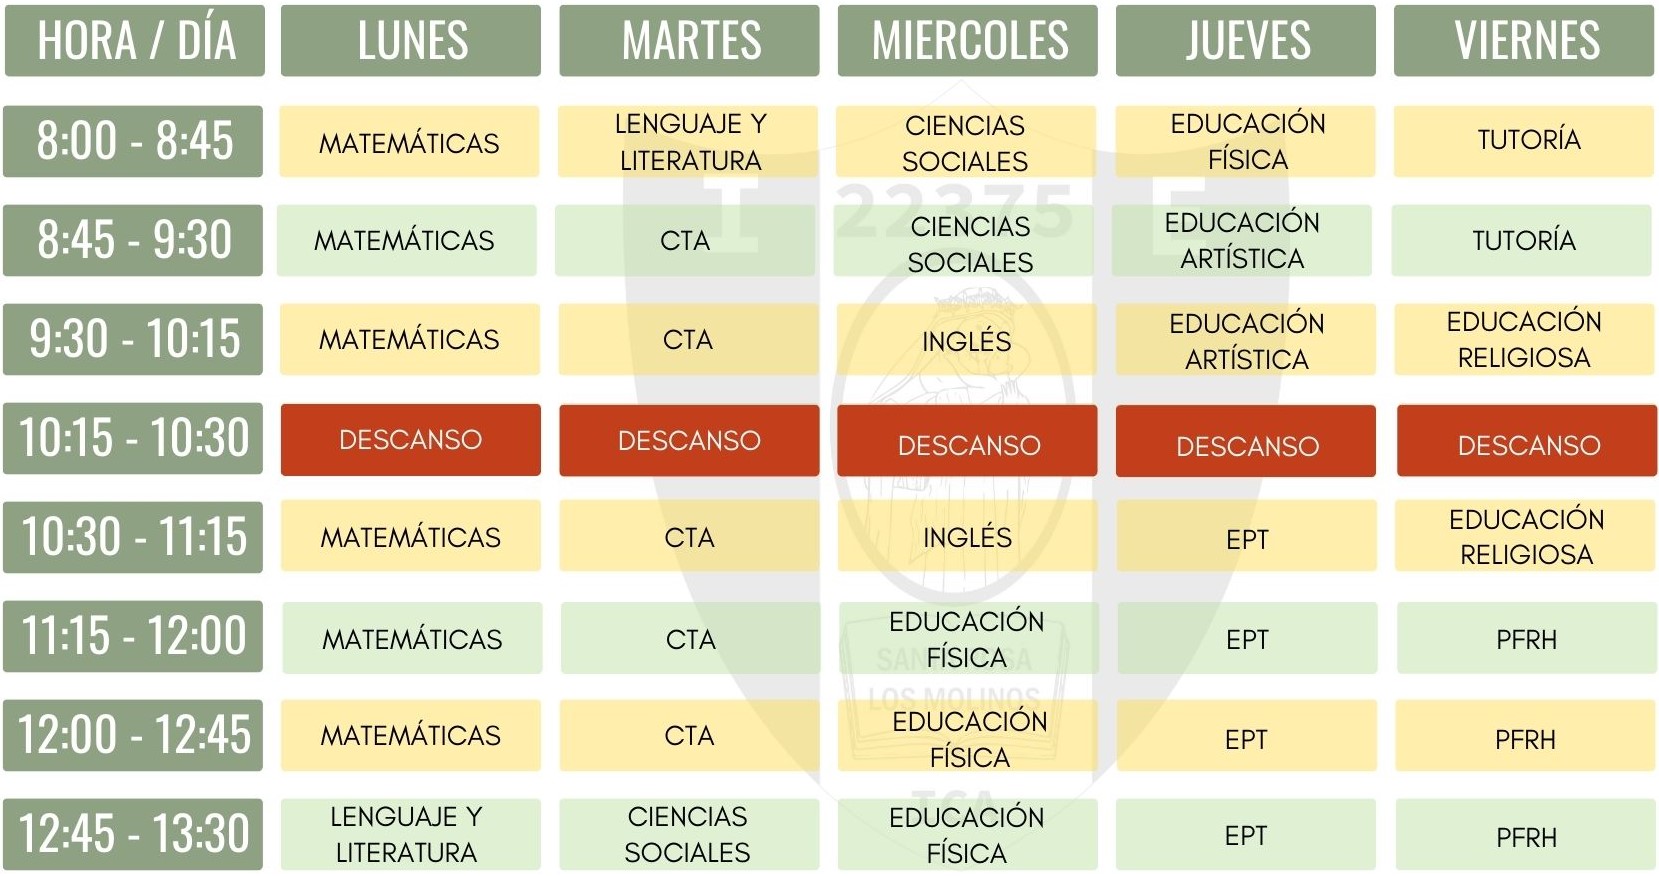 HORA / DÍA LUNES MARTES MIERCOLES JUEVES VIERNES
8:00 - 8:45 MATEMÁTICAS LENGUAJE Y LITERATURA CIENCIAS SOCIALES EDUCACIÓN FÍSICA TUTORÍA
I 22375 E
8:45 - 9:30 MATEMÁTICAS CTA CIENCIAS SOCIALES EDUCACIÓN ARTÍSTICA TUTORÍA
9:30 - 10:15 MATEMÁTICAS CTA INGLÉS EDUCACIÓN ARTÍSTICA EDUCACIÓN RELIGIOSA
10:15 - 10:30 DESCANSO DESCANSO DESCANSO DESCANSO DESCANSO
10:30 - 11:15 MATEMÁTICAS CTA INGLÉS EPT EDUCACIÓN RELIGIOSA
11:15 - 12:00 MATEMÁTICAS CTA EDUCACIÓN FÍSICA EPT PFRH
LOS MOLINOS
12:00 - 12:45 MATEMÁTICAS CTA EDUCACIÓN FÍSICA EPT PFRH
12:45 - 13:30 LENGUAJE Y LITERATURA CIENCIAS SOCIALES EDUCACIÓN FÍSICA EPT PFRH